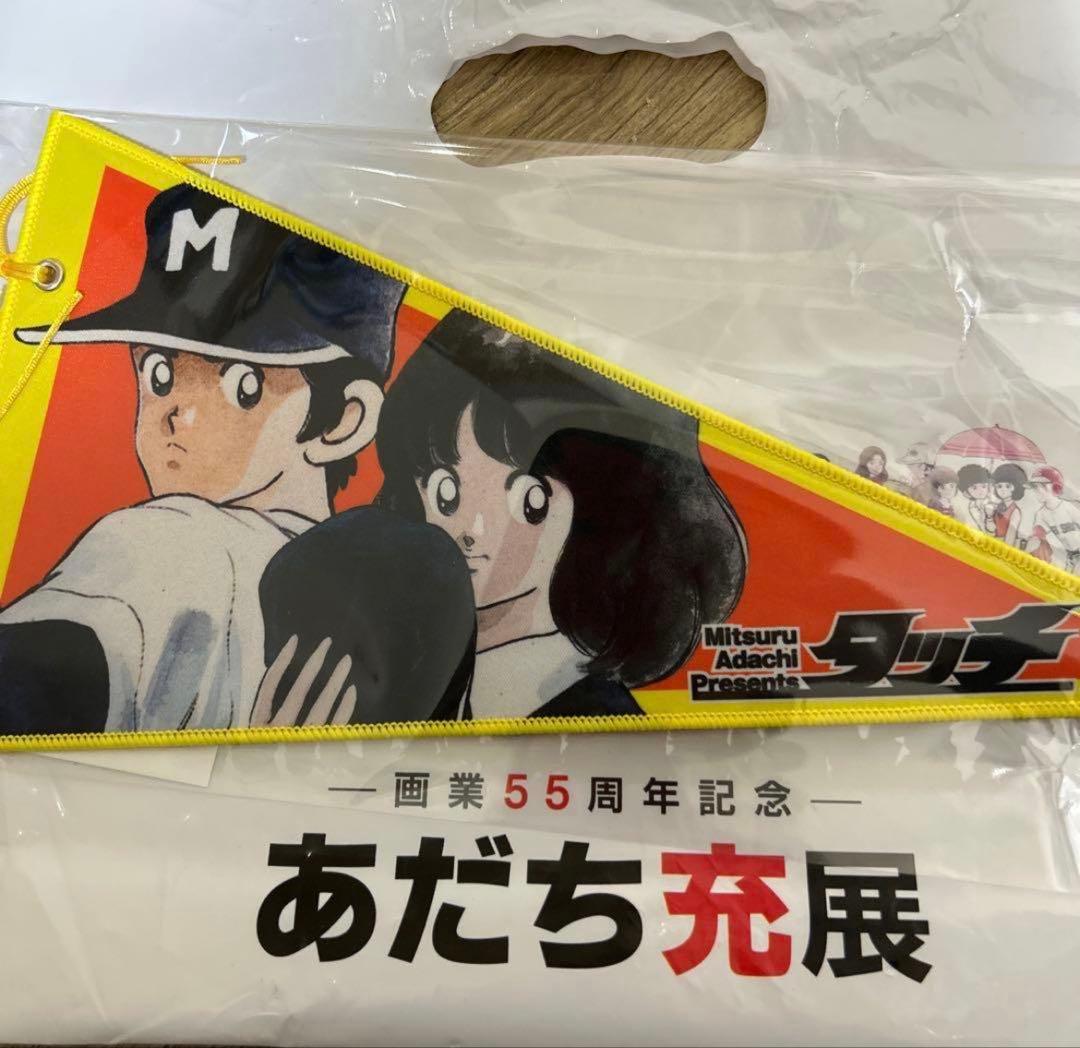 M
Mitsuru
Adachi
Presents
タッチ
画業55周年記念
あだち充展